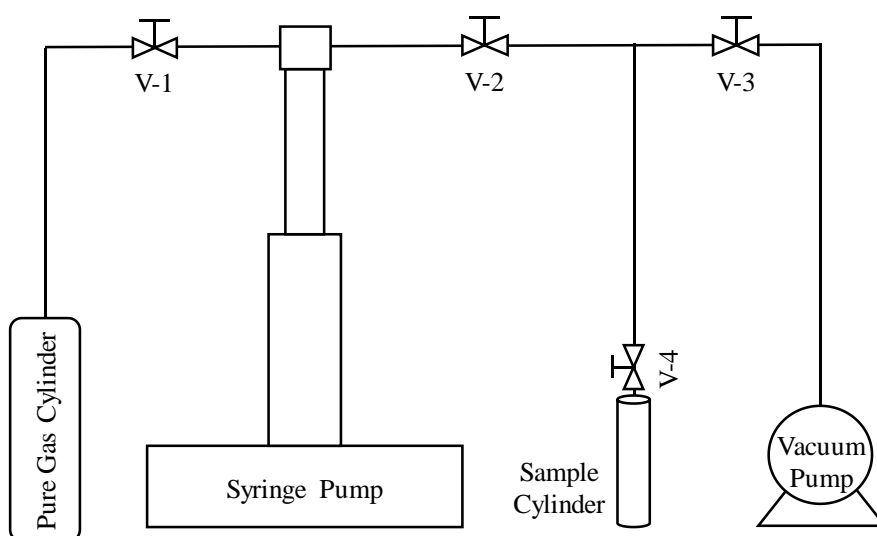 V-1
V-2
V-3
V-4
Pure Gas Cylinder
Syringe Pump
Sample
Cylinder
Vacuum
Pump